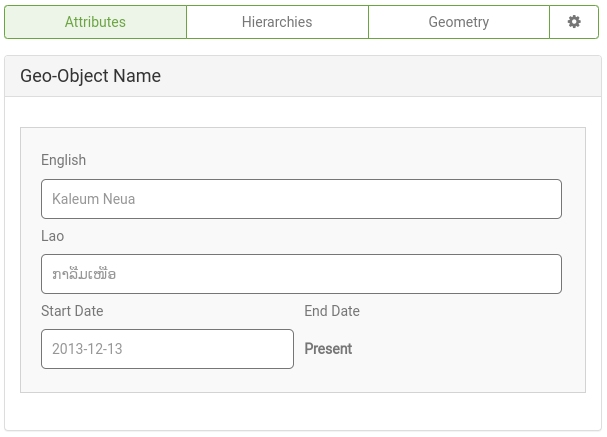 Attributes
Hierarchies
Geometry
Geo-Object Name
English
Kaleum Neua
Lao
ກາລືມເໜືອ
Start Date
End Date
2013-12-13
Present